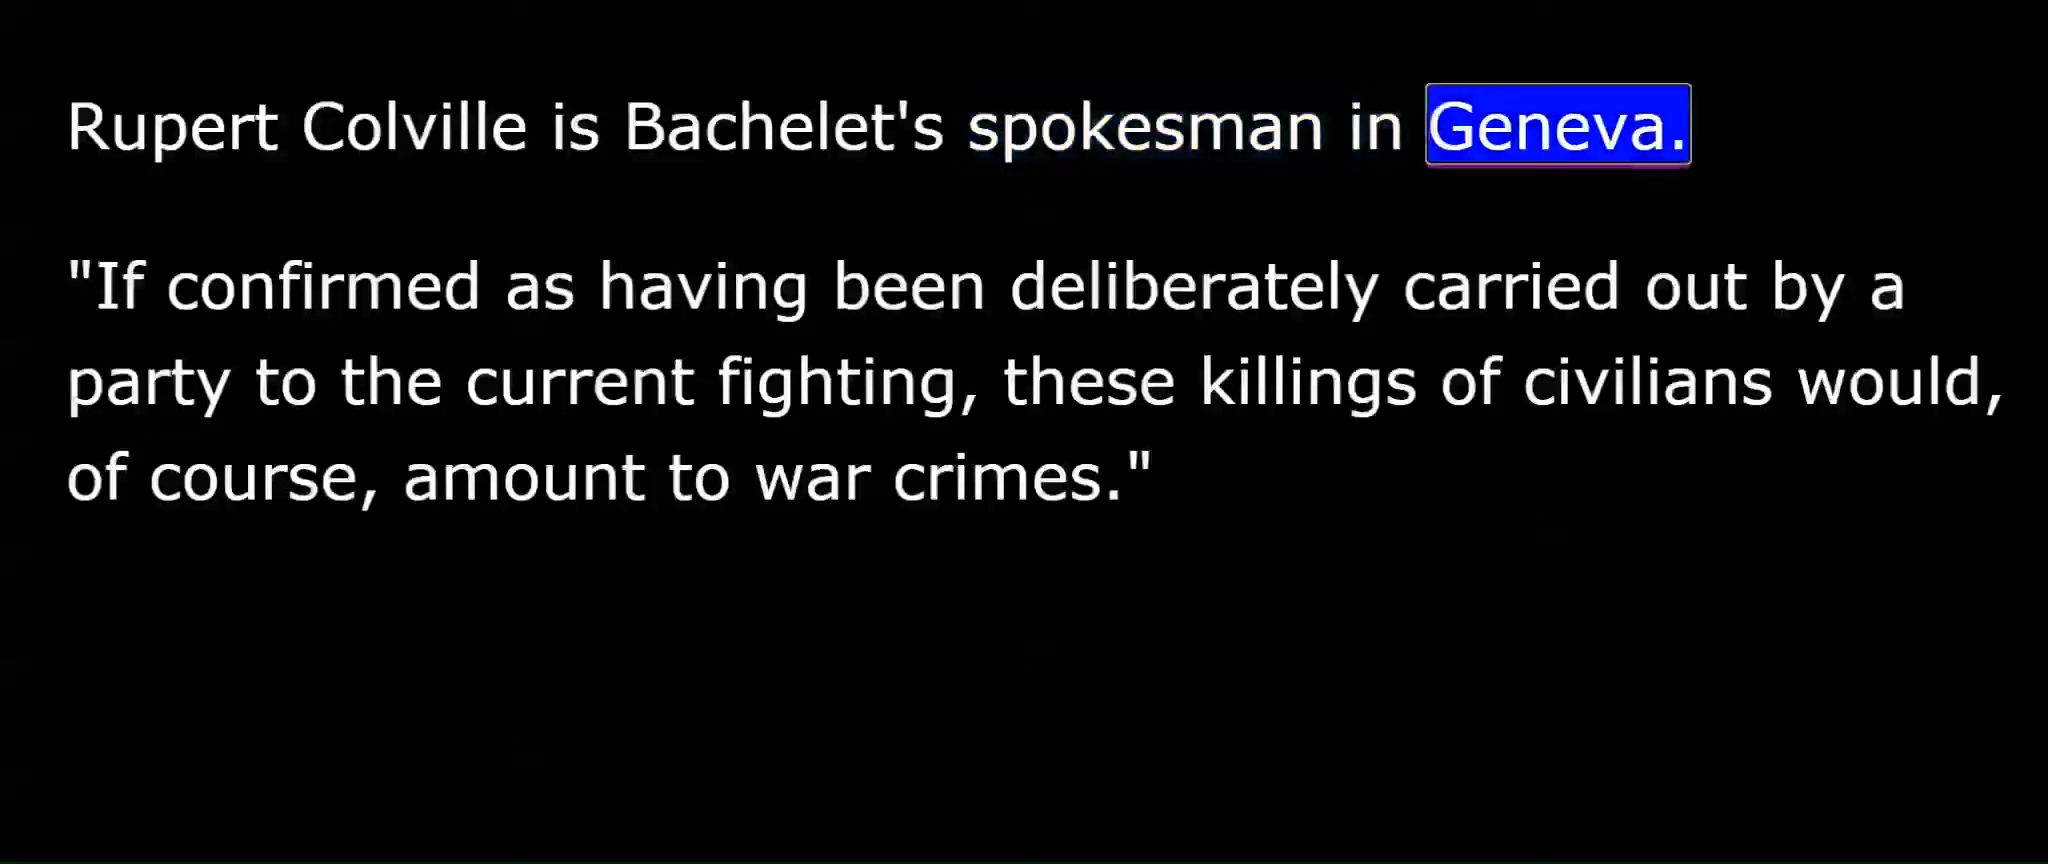 Rupert Colville is Bachelet's spokesman in Geneva.
"If confirmed as having been deliberately carried out by a
party to the current fighting, these killings of civilians would,
of course, amount to war crimes."